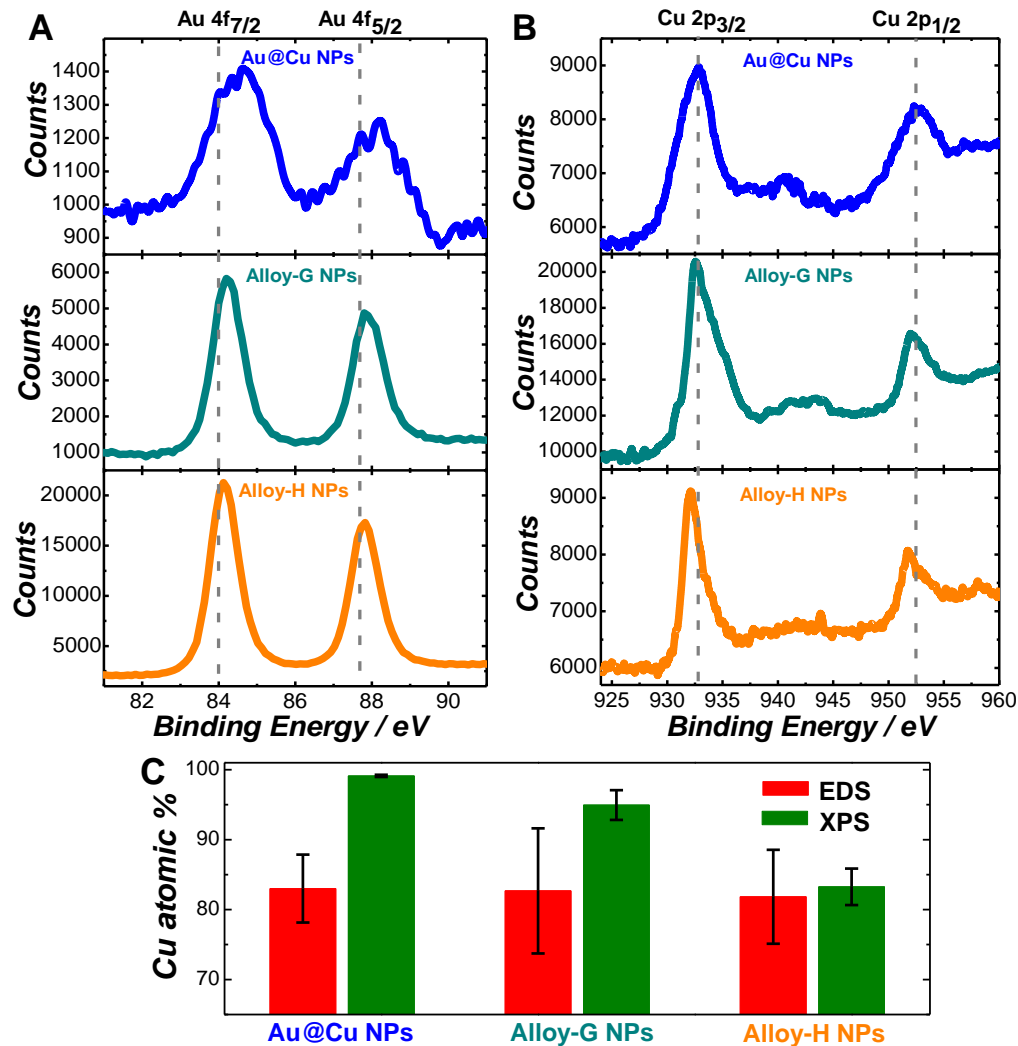 A
Au 4f7/2
Au 4f5/2
Au@Cu NPs
1400
1300
1200
1100
1000
900
Counts
Alloy-G NPs
6000
5000
4000
3000
2000
1000
Counts
Alloy-H NPs
20000
15000
10000
5000
Counts
82 84 86 88 90
Binding Energy / eV
B
Cu 2p3/2
Cu 2p1/2
Au@Cu NPs
9000
8000
7000
6000
Counts
Alloy-G NPs
20000
18000
16000
14000
12000
10000
Counts
Alloy-H NPs
9000
8000
7000
6000
Counts
925 930 935 940 945 950 955 960
Binding Energy / eV
C
100
90
80
70
Cu atomic %
EDS
XPS
Au@Cu NPs Alloy-G NPs Alloy-H NPs